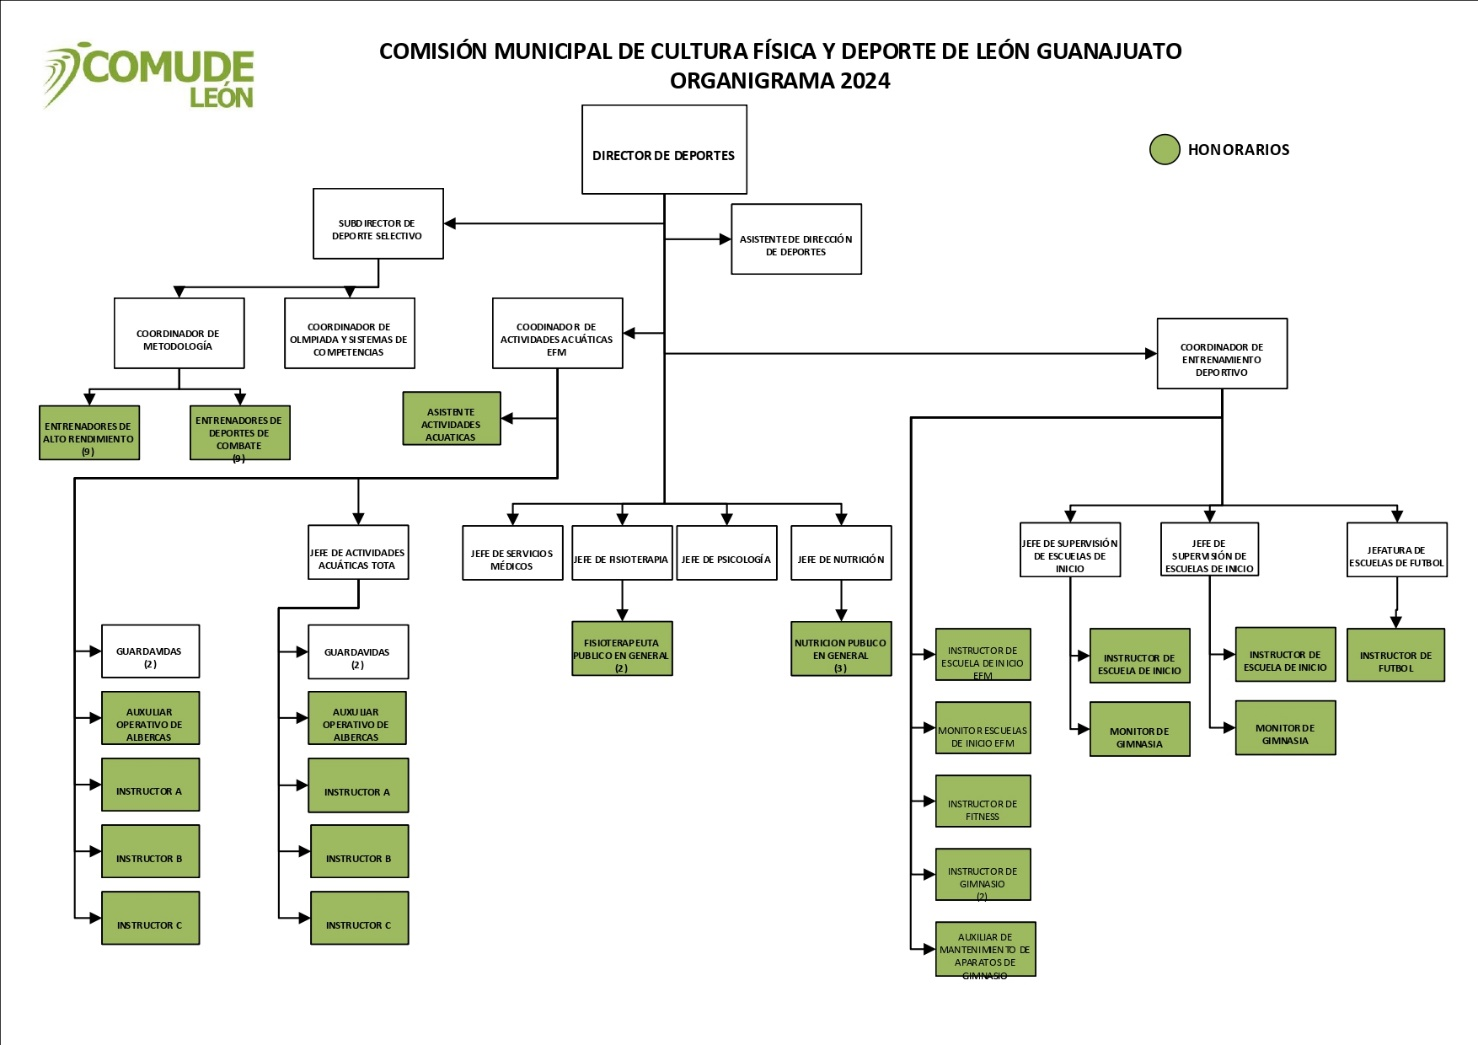 COMUDE
LEÓN
COMISIÓN MUNICIPAL DE CULTURA FÍSICA Y DEPORTE DE LEÓN GUANAJUATO
ORGANIGRAMA 2024
HONORARIOS
DIRECTOR DE DEPORTES
SUBDIRECTOR DE
DEPORTE SELECTIVO
ASISTENTE DE DIRECCIÓN
DE DEPORTES
COORDINADOR DE
METODOLOGÍA
COORDINADOR DE
OLMPIADA Y SISTEMAS DE
COMPETENCIAS
COODINADOR DE
ACTIVIDADES ACUÁTICAS
EFM
COORDINADOR DE
ENTRENAMIENTO
DEPORTIVO
ENTRENADORES DE
ALTO RENDIMIENTO
(9)
ENTRENADORES DE
DEPORTES DE
COMBATE
(9)
ASISTENTE
ACTIVIDADES
ACUATICAS
JEFE DE ACTIVIDADES
ACUÁTICAS TOTA
JEFE DE SERVICIOS
MÉDICOS
JEFE DE FISIOTERAPIA
JEFE DE PSICOLOGÍA
JEFE DE NUTRICIÓN
JEFE DE SUPERVISIÓN
DE ESCUELAS DE
INICIO
JEFE DE
SUPERVISIÓN DE
ESCUELAS DE INICIO
JEFATURA DE
ESCUELAS DE FUTBOL
GUARDAVIDAS
(2)
GUARDAVIDAS
(2)
FISIOTERAPEUTA
PUBLICO EN GENERAL
(2)
NUTRICION PUBLICO
EN GENERAL
(3)
INSTRUCTOR DE
ESCUELA DE INICIO
EFM
INSTRUCTOR DE
ESCUELA DE INICIO
INSTRUCTOR DE
ESCUELA DE INICIO
INSTRUCTOR DE
FUTBOL
AUXULIAR
OPERATIVO DE
ALBERCAS
AUXULIAR
OPERATIVO DE
ALBERCAS
MONITOR ESCUELAS
DE INICIO EFM
MONITOR DE
GIMNASIA
MONITOR DE
GIMNASIA
INSTRUCTOR A
INSTRUCTOR A
INSTRUCTOR DE
FITNESS
INSTRUCTOR B
INSTRUCTOR B
INSTRUCTOR DE
GIMNASIO
(2)
INSTRUCTOR C
INSTRUCTOR C
AUXILIAR DE
MANTENIMIENTO DE
APARATOS DE
GIMNASIO